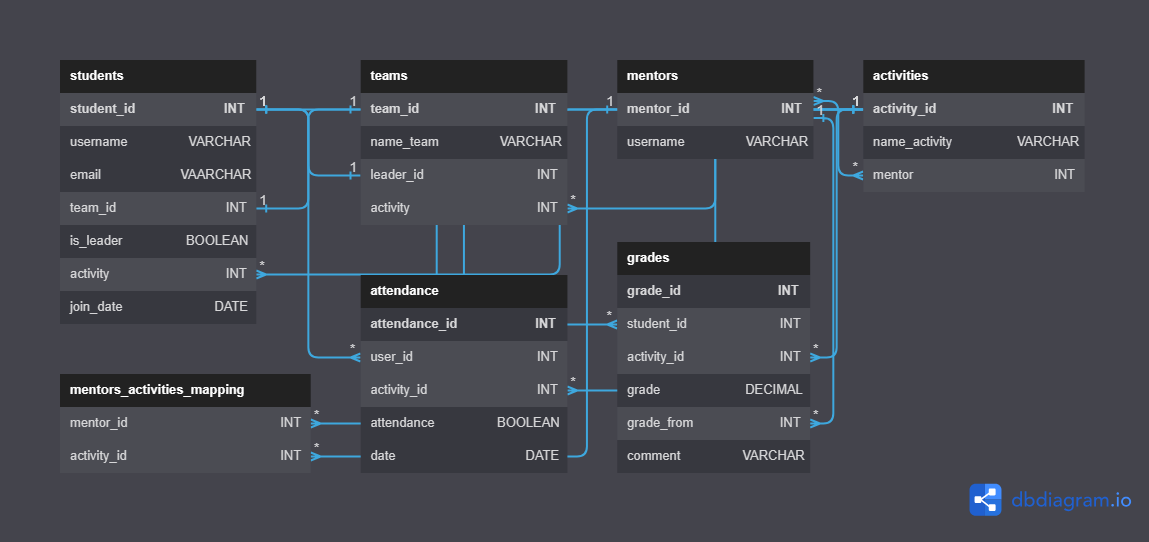 students
student_id INT
username VARCHAR
email VAARCHAR
team_id INT
is_leader BOOLEAN
activity INT
join_date DATE
teams
team_id INT
name_team VARCHAR
leader_id INT
activity INT
mentors
mentor_id INT
username VARCHAR
activities
activity_id INT
name_activity VARCHAR
mentor INT
attendance
attendance_id INT
user_id INT
activity_id INT
attendance BOOLEAN
date DATE
grades
grade_id INT
student_id INT
activity_id INT
grade DECIMAL
grade_from INT
comment VARCHAR
mentors_activities_mapping
mentor_id INT
activity_id INT
1
1
1
1
1
1
1
*
*
*
*
*
*
*
*
*
*
*
dbdiagram.io